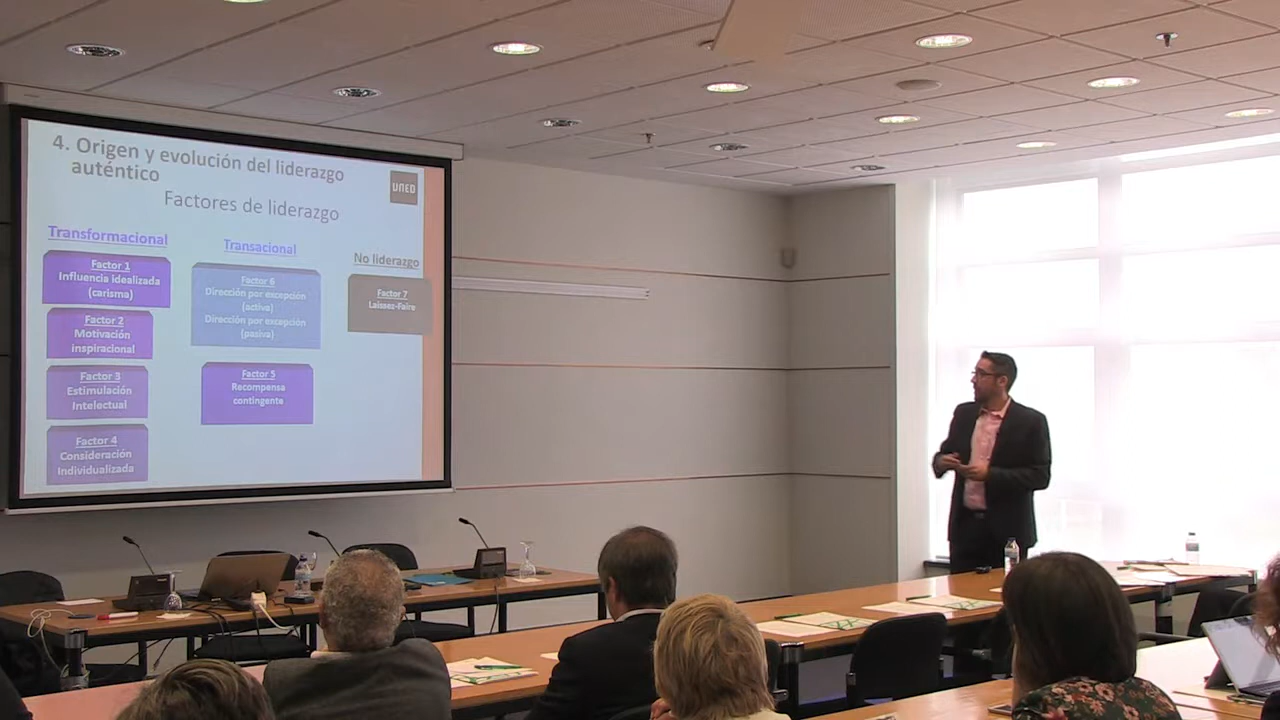 4. Origen y evolución del liderazgo
auténtico
UNED
Factores de liderazgo
Transformacional
Factor 1
Influencia idealizada
(carisma)
Factor 2
Motivación
inspiracional
Factor 3
Estimulación
Intelectual
Factor 4
Consideración
Individualizada
Transacional
Factor 6
Dirección por excepción
(activa)
Dirección por excepción
(pasiva)
Factor 5
Recompensa
contingente
No liderazgo
Factor 7
Laissez-Faire